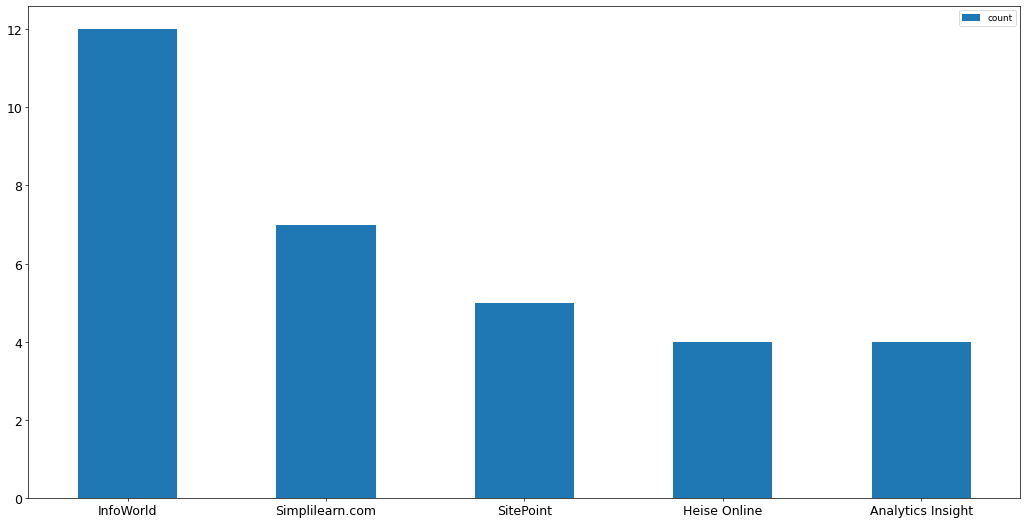 count
12
10
8
6
4
2
0
InfoWorld
Simplilearn.com
SitePoint
Heise Online
Analytics Insight